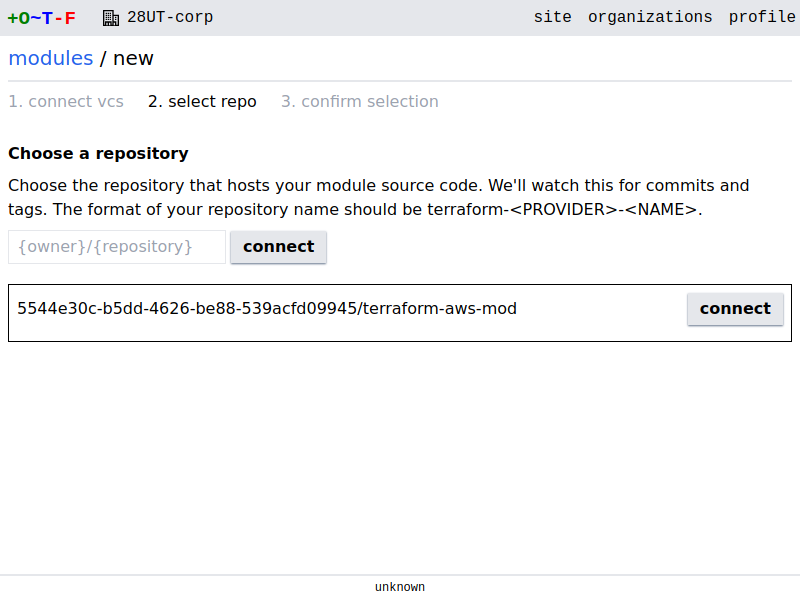 +O~T-F 28UT-corp site organizations profile
modules / new
1. connect vcs 2. select repo 3. confirm selection
Choose a repository
Choose the repository that hosts your module source code. We'll watch this for commits and
tags. The format of your repository name should be terraform-<PROVIDER>-<NAME>.
{owner}/{repository} connect
5544e30c-b5dd-4626-be88-539acfd09945/terraform-aws-mod connect
unknown